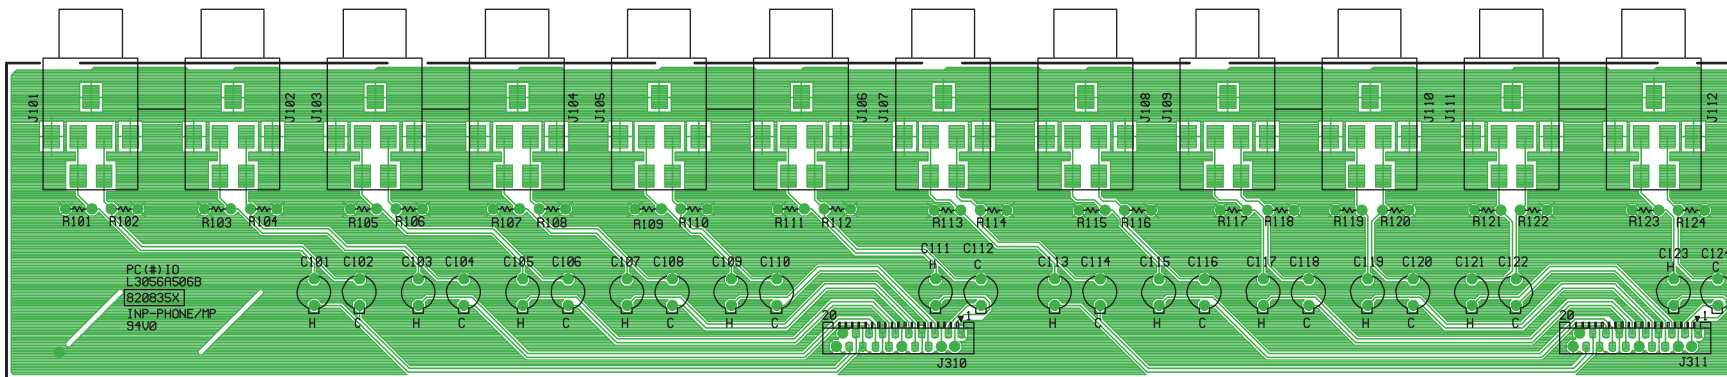 J101
J102
J103
J104
J105
J106
J107
J108
J109
J110
J111
J112
R101
R102
R103
R104
R105
R106
R107
R108
R109
R110
R111
R112
R113
R114
R115
R116
R117
R118
R119
R120
R121
R122
R123
R124
C101
C102
C103
C104
C105
C106
C107
C108
C109
C110
C111
C112
C113
C114
C115
C116
C117
C118
C119
C120
C121
C122
C123
C124
H
C
H
C
PC(#)IO
L3056A506B
820835X
INP-PHONE/MP
94V0
H
C
H
C
H
C
H
C
H
C
H
C
H
C
H
C
H
C
H
C
20
1
20
1
J310
J311